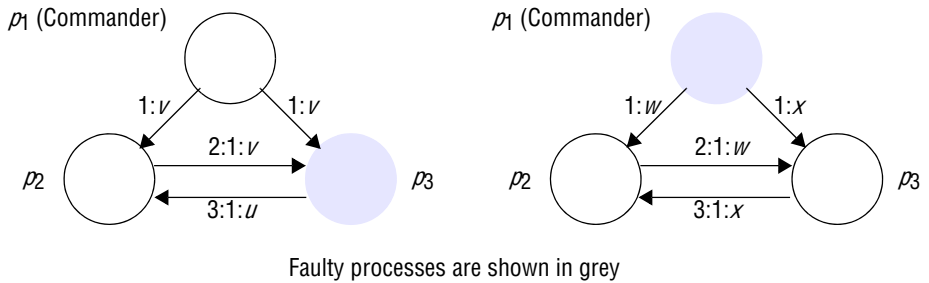 p1 (Commander)
p1 (Commander)
1:v
1:v
1:w
1:x
2:1:v
2:1:w
p2
p3
p2
p3
3:1:u
3:1:x
Faulty processes are shown in grey